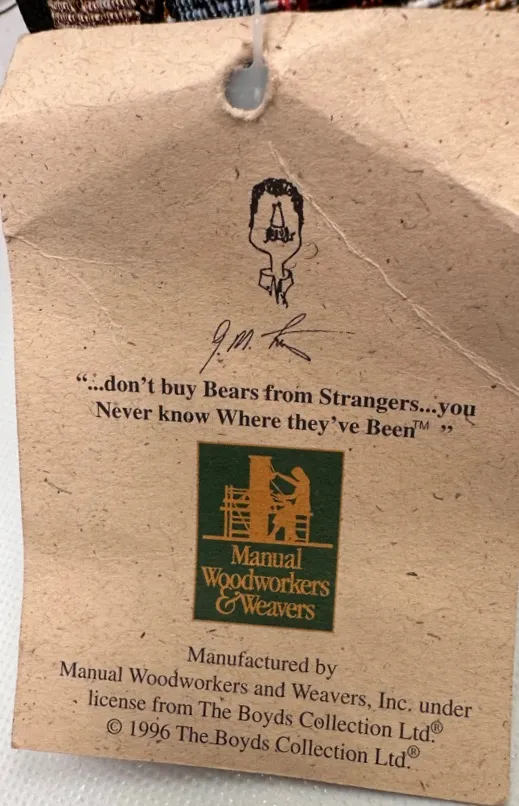 G.M. L
"...don't buy Bears from Strangers...you
Never know Where they've Been™ "
Manual
Woodworkers
& Weavers
Manufactured by
Manual Woodworkers and Weavers, Inc. under
license from The Boyds Collection Ltd.®
© 1996 The Boyds Collection Ltd.®